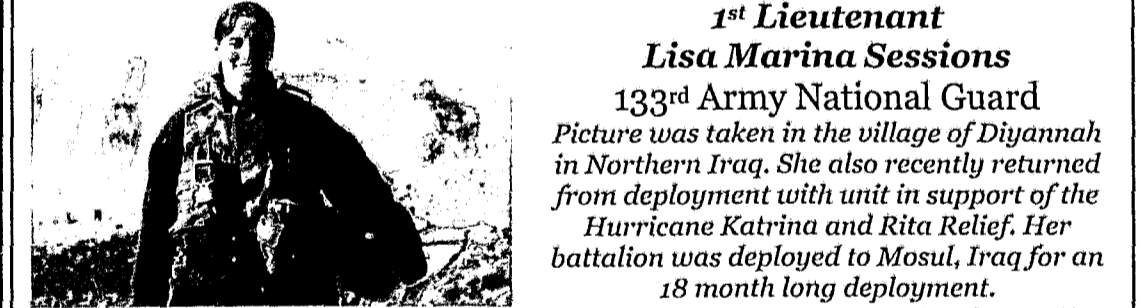 1st Lieutenant
Lisa Marina Sessions
133rd Army National Guard
Picture was taken in the village of Diyannah
in Northern Iraq. She also recently returned
from deployment with unit in support of the
Hurricane Katrina and Rita Relief. Her
battalion was deployed to Mosul, Iraq for an
18 month long deployment.